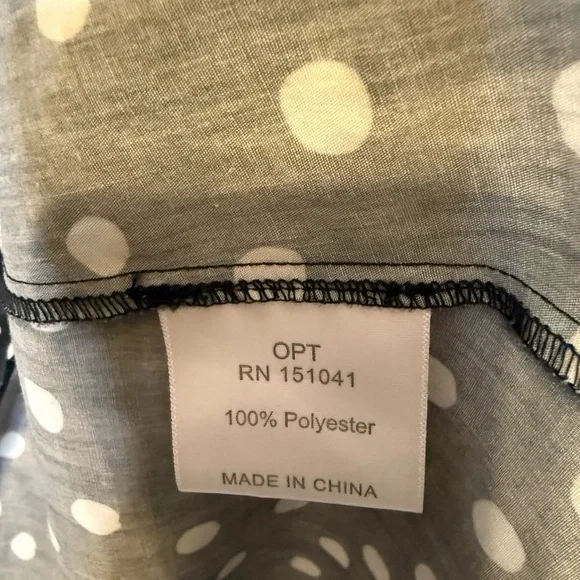 OPT
RN 151041
100% Polyester
MADE IN CHINA